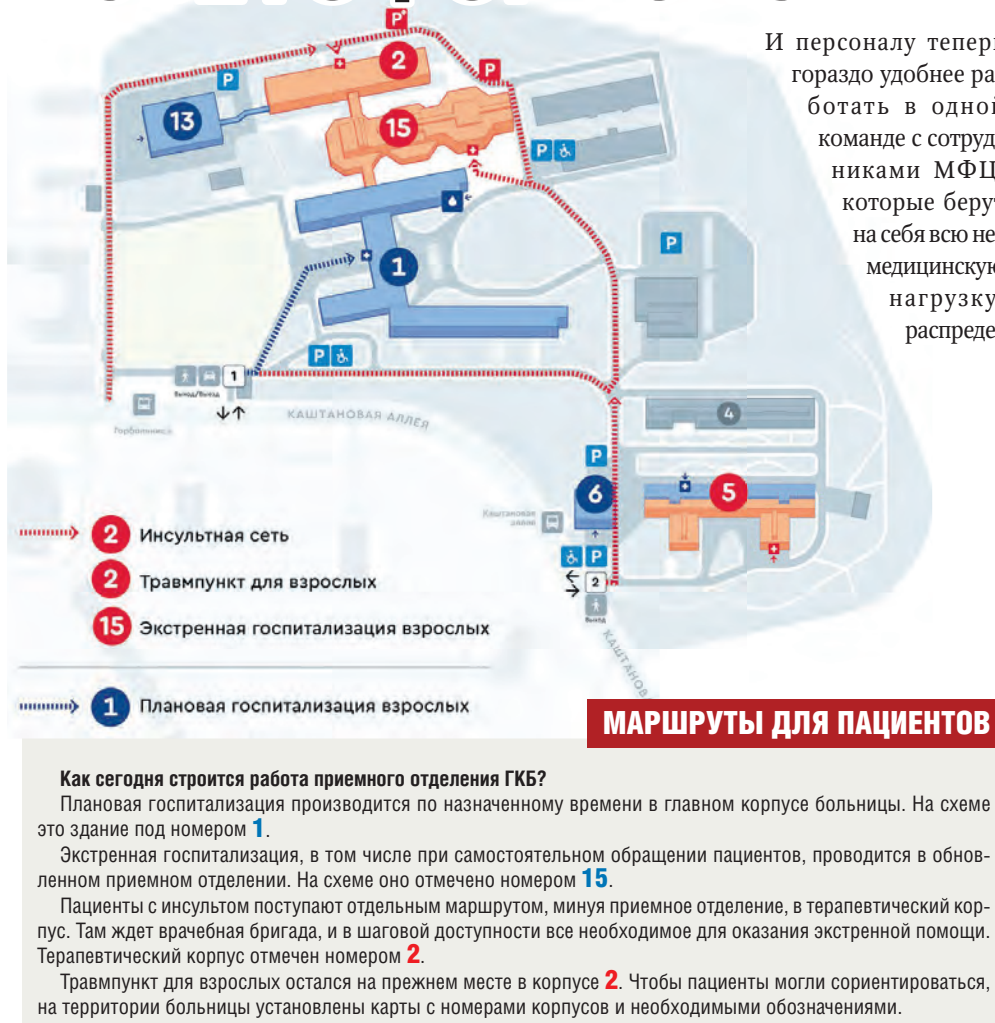 И персоналу теперь
гораздо удобнее ра-
ботать в одной
команде с сотруд-
никами МФЦ,
которые берут
на себя всю не-
медицинскую
нагрузку
распреде-
P
2
P
P
13
15
P
P
1
P
1
Вход/Выезд
Горбольница
КАШТАНОВАЯ АЛЛЕЯ
4
P
6
5
Каштановая
аллея
P
2
Выход
2 Инсультная сеть
2 Травмпункт для взрослых
15 Экстренная госпитализация взрослых
1 Плановая госпитализация взрослых
МАРШРУТЫ ДЛЯ ПАЦИЕНТОВ
Как сегодня строится работа приемного отделения ГКБ?
Плановая госпитализация производится по назначенному времени в главном корпусе больницы. На схеме
это здание под номером 1.
Экстренная госпитализация, в том числе при самостоятельном обращении пациентов, проводится в обнов-
ленном приемном отделении. На схеме оно отмечено номером 15.
Пациенты с инсультом поступают отдельным маршрутом, минуя приемное отделение, в терапевтический кор-
пус. Там ждет врачебная бригада, и в шаговой доступности все необходимое для оказания экстренной помощи.
Терапевтический корпус отмечен номером 2.
Травмпункт для взрослых остался на прежнем месте в корпусе 2. Чтобы пациенты могли сориентироваться,
на территории больницы установлены карты с номерами корпусов и необходимыми обозначениями.